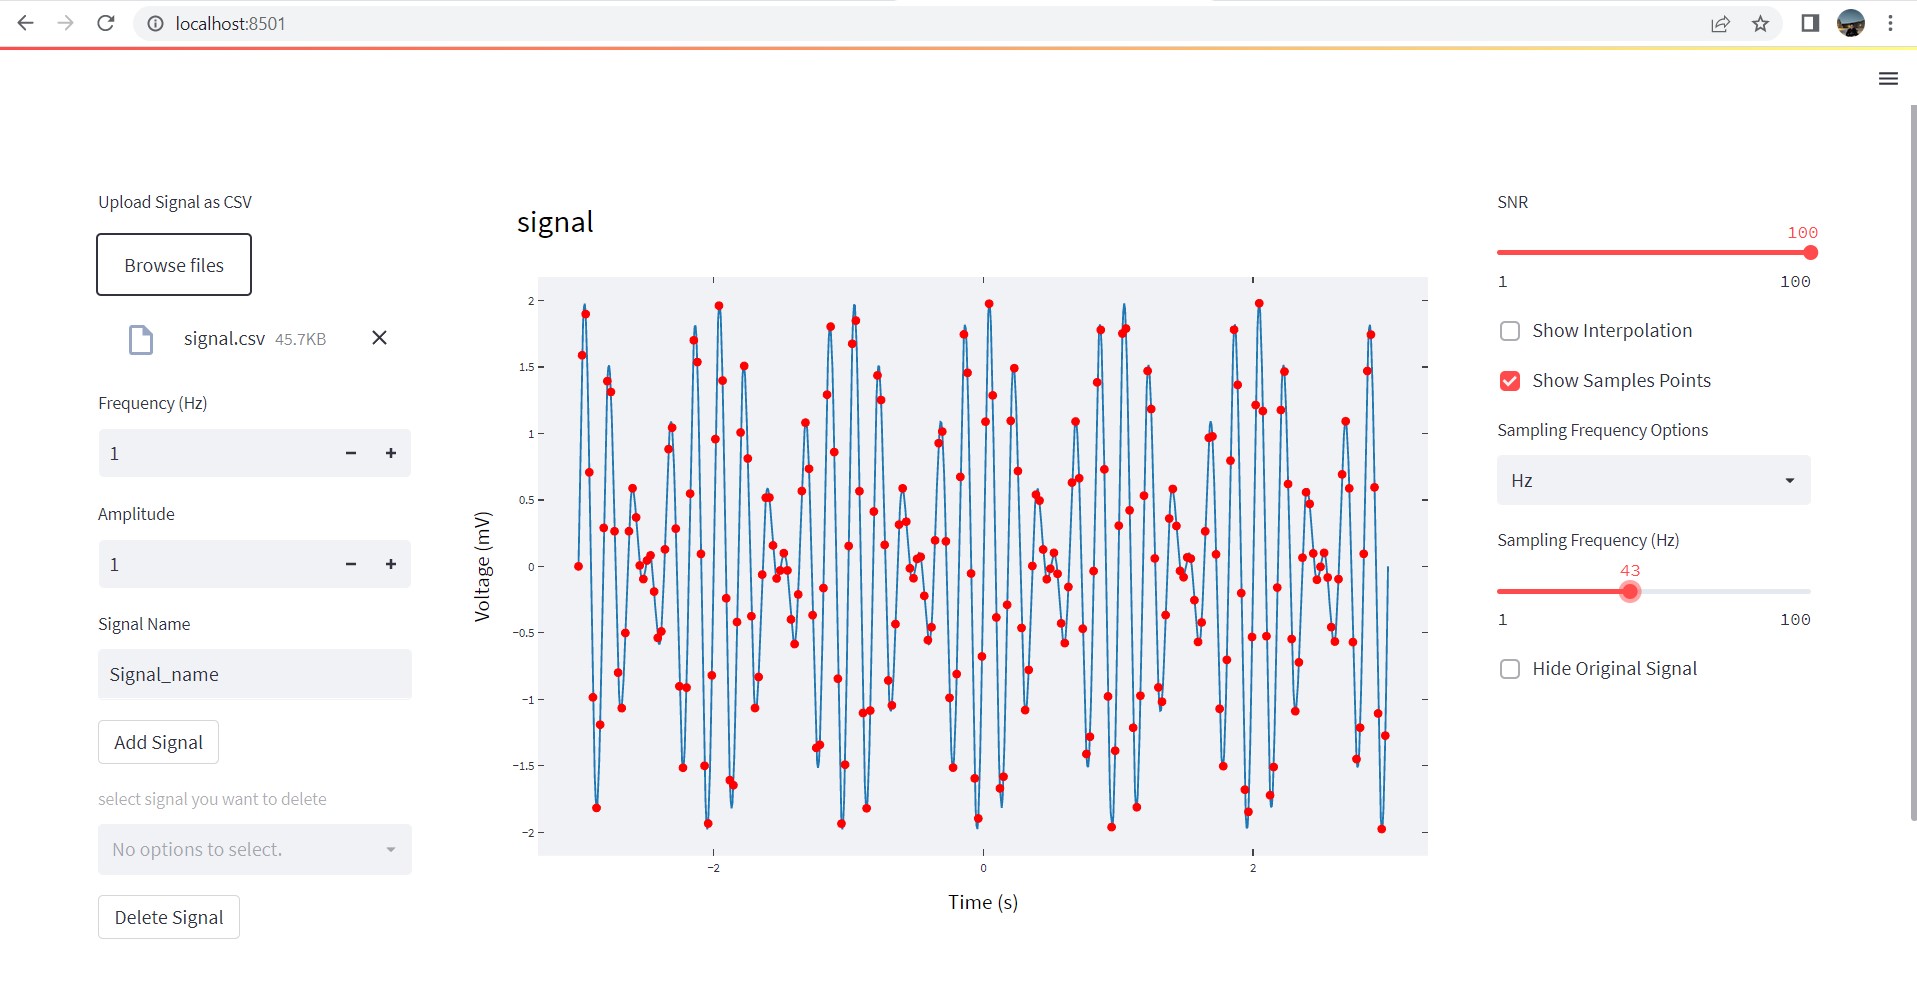 localhost:8501
Upload Signal as CSV
Browse files
signal.csv 45.7KB
Frequency (Hz)
1
Amplitude
1
Signal Name
Signal_name
Add Signal
select signal you want to delete
No options to select.
Delete Signal
signal
2
1.5
1
0.5
0
−0.5
−1
−1.5
−2
Voltage (mV)
−2
0
2
Time (s)
SNR
100
1
100
Show Interpolation
Show Samples Points
Sampling Frequency Options
Hz
Sampling Frequency (Hz)
43
1
100
Hide Original Signal